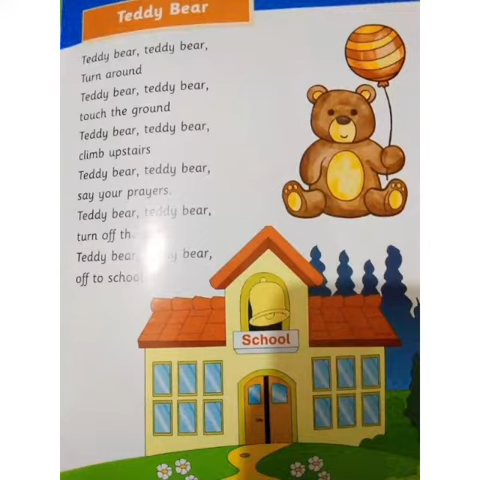 Teddy Bear
Teddy bear, teddy bear,
Turn around
Teddy bear, teddy bear,
touch the ground
Teddy bear, teddy bear,
climb upstairs
Teddy bear, teddy bear,
say your prayers.
Teddy bear, teddy bear,
turn off
Teddy bear, bear,
off to school
School